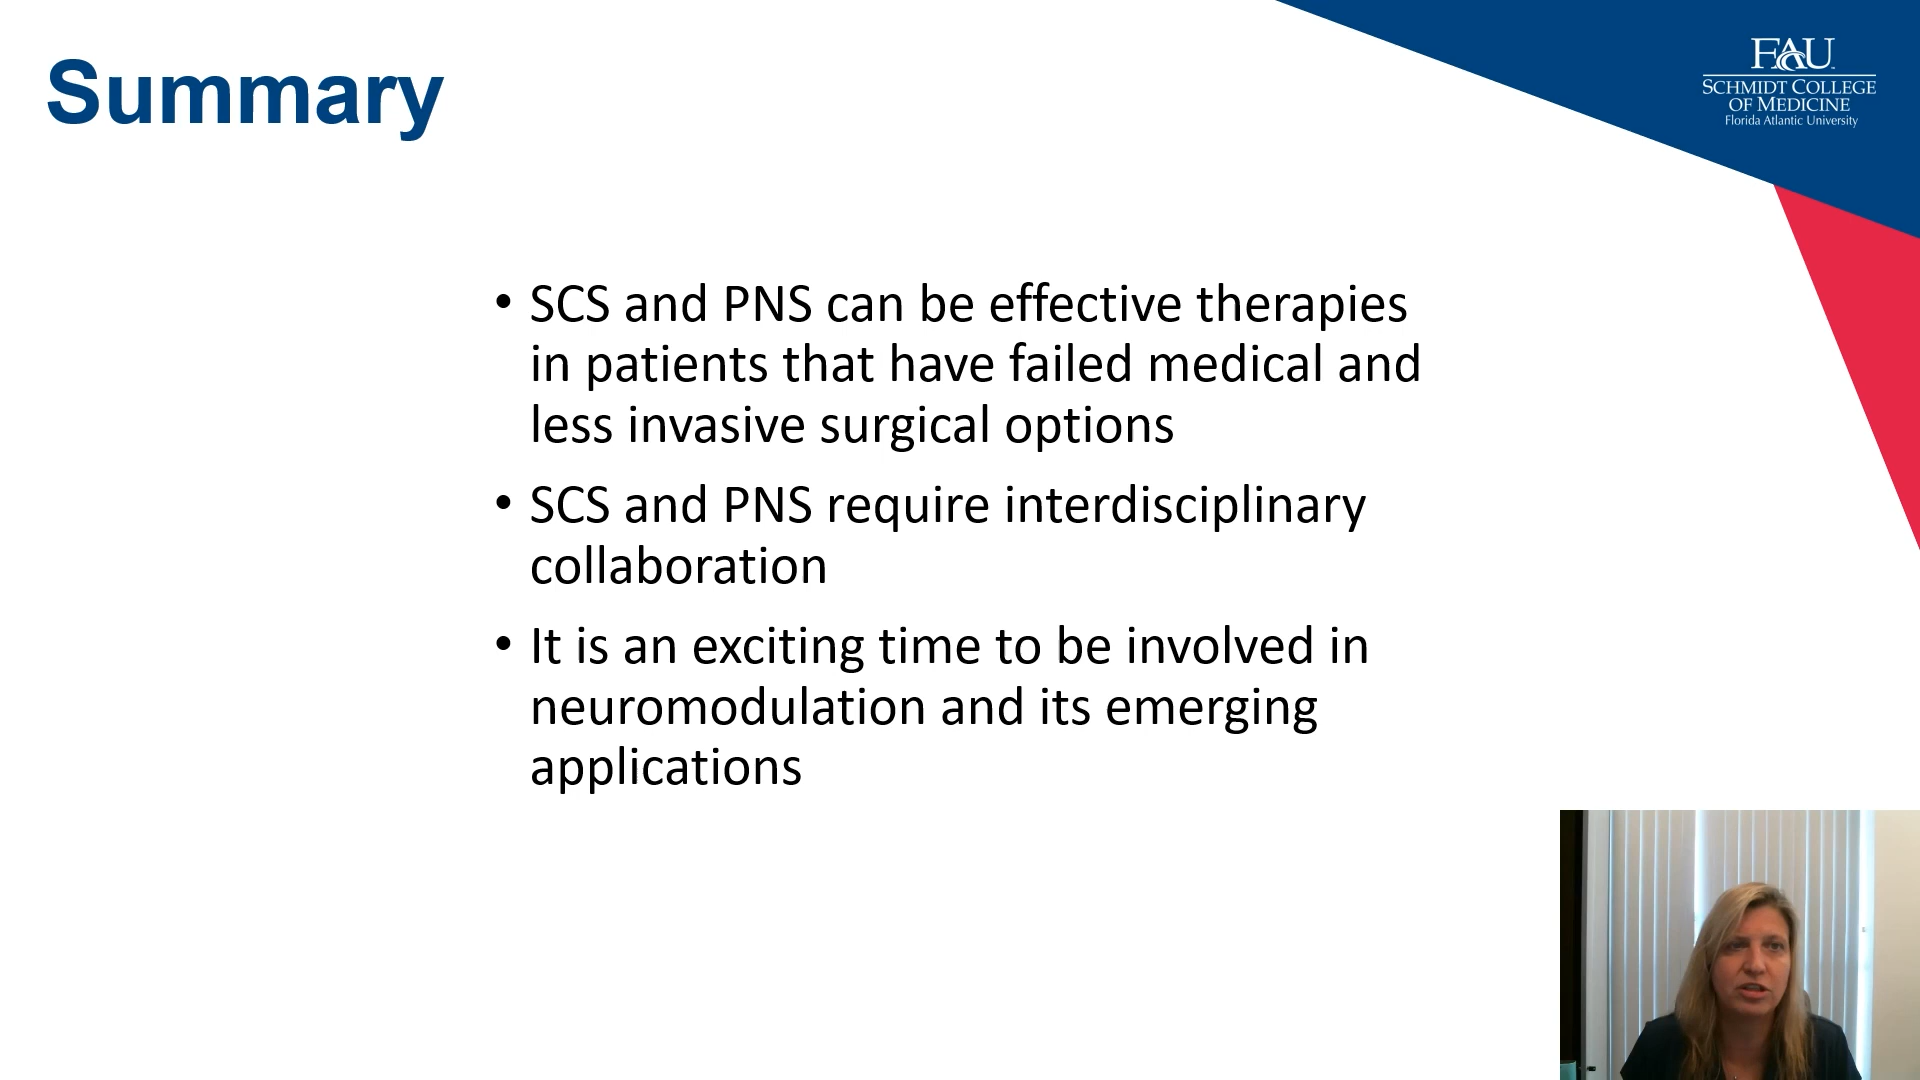 Summary
FAU
SCHMIDT COLLEGE
OF MEDICINE
Florida Atlantic University
• SCS and PNS can be effective therapies
in patients that have failed medical and
less invasive surgical options
• SCS and PNS require interdisciplinary
collaboration
• It is an exciting time to be involved in
neuromodulation and its emerging
applications